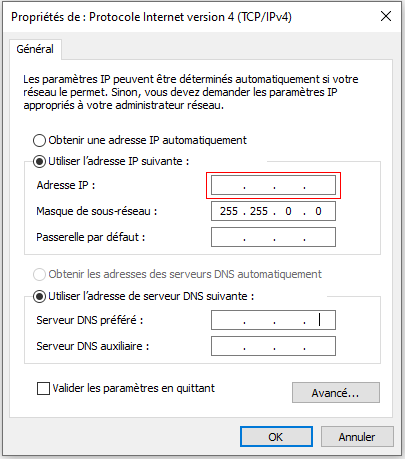 Propriétés de : Protocole Internet version 4 (TCP/IPv4)
Général
Les paramètres IP peuvent être déterminés automatiquement si votre
réseau le permet. Sinon, vous devez demander les paramètres IP
appropriés à votre administrateur réseau.
Obtenir une adresse IP automatiquement
Utiliser l'adresse IP suivante :
Adresse IP : . . .
Masque de sous-réseau : 255 . 255 . 0 . 0
Passerelle par défaut : . . .
Obtenir les adresses des serveurs DNS automatiquement
Utiliser l'adresse de serveur DNS suivante :
Serveur DNS préféré : . . .
Serveur DNS auxiliaire : . . .
Valider les paramètres en quittant
Avancé...
OK Annuler